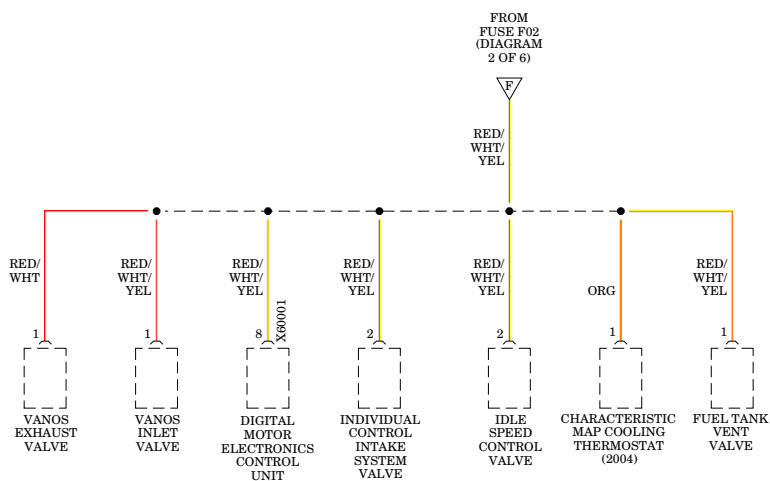 FROM
FUSE F02
(DIAGRAM
2 OF 6)
F
RED/
WHT/
YEL
RED/
WHT
RED/
WHT/
YEL
RED/
WHT/
YEL
RED/
WHT/
YEL
RED/
WHT/
YEL
ORG
RED/
WHT/
YEL
1
1
8
X60001
2
2
1
1
VANOS
EXHAUST
VALVE
VANOS
INLET
VALVE
DIGITAL
MOTOR
ELECTRONICS
CONTROL
UNIT
INDIVIDUAL
CONTROL
INTAKE
SYSTEM
VALVE
IDLE
SPEED
CONTROL
VALVE
CHARACTERISTIC
MAP COOLING
THERMOSTAT
(2004)
FUEL TANK
VENT
VALVE